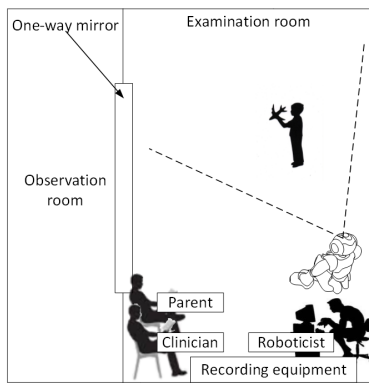 One-way mirror
Examination room
Observation
room
Parent
Clinician
Roboticist
Recording equipment